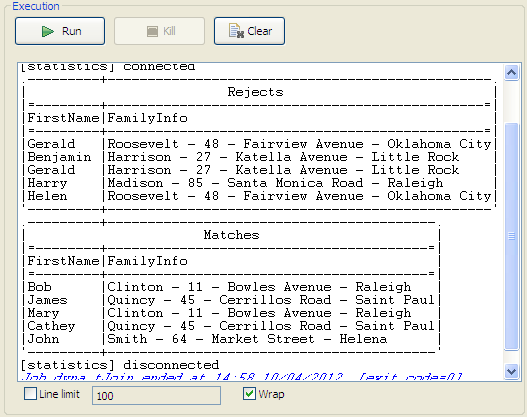 Execution
Run Kill Clear
[statistics] connected
Rejects
FirstName|FamilyInfo
Gerald |Roosevelt - 48 - Fairview Avenue - Oklahoma City
Benjamin |Harrison - 27 - Katella Avenue - Little Rock
Gerald |Harrison - 27 - Katella Avenue - Little Rock
Harry |Madison - 85 - Santa Monica Road - Raleigh
Helen |Roosevelt - 48 - Fairview Avenue - Oklahoma City
Matches
FirstName|FamilyInfo
Bob |Clinton - 11 - Bowles Avenue - Raleigh
James |Quincy - 45 - Cerrillos Road - Saint Paul
Mary |Clinton - 11 - Bowles Avenue - Raleigh
Cathey |Quincy - 45 - Cerrillos Road - Saint Paul
John |Smith - 64 - Market Street - Helena
[statistics] disconnected
Job dyna_tJoin ended at 14:58 10/04/2012. [exit code=0]
Line limit 100 Wrap